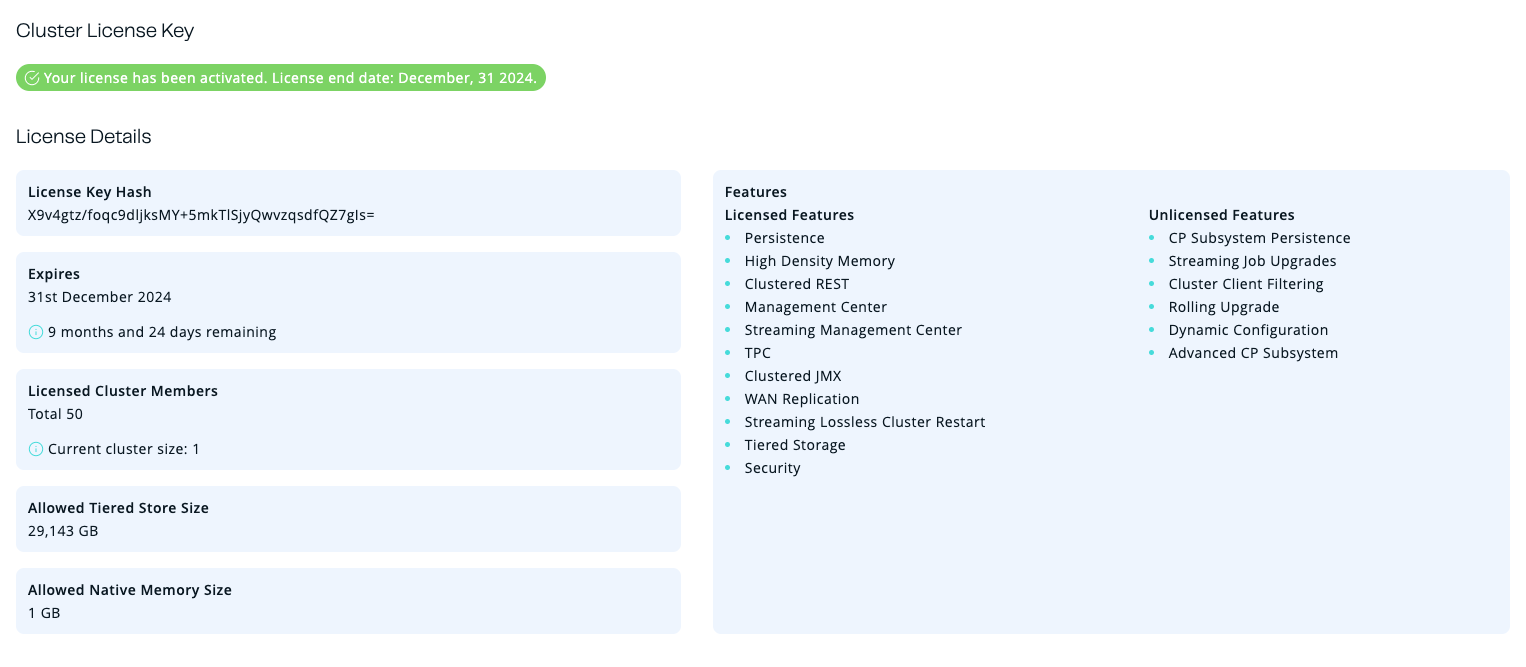 Cluster License Key
Your license has been activated. License end date: December, 31 2024.
License Details
License Key Hash
X9v4gtz/foqc9dljksMY+5mkTlSjyQwvzqsdfQZ7gIs=
Expires
31st December 2024
9 months and 24 days remaining
Licensed Cluster Members
Total 50
Current cluster size: 1
Allowed Tiered Store Size
29,143 GB
Allowed Native Memory Size
1 GB
Features
Licensed Features
Persistence
High Density Memory
Clustered REST
Management Center
Streaming Management Center
TPC
Clustered JMX
WAN Replication
Streaming Lossless Cluster Restart
Tiered Storage
Security
Unlicensed Features
CP Subsystem Persistence
Streaming Job Upgrades
Cluster Client Filtering
Rolling Upgrade
Dynamic Configuration
Advanced CP Subsystem